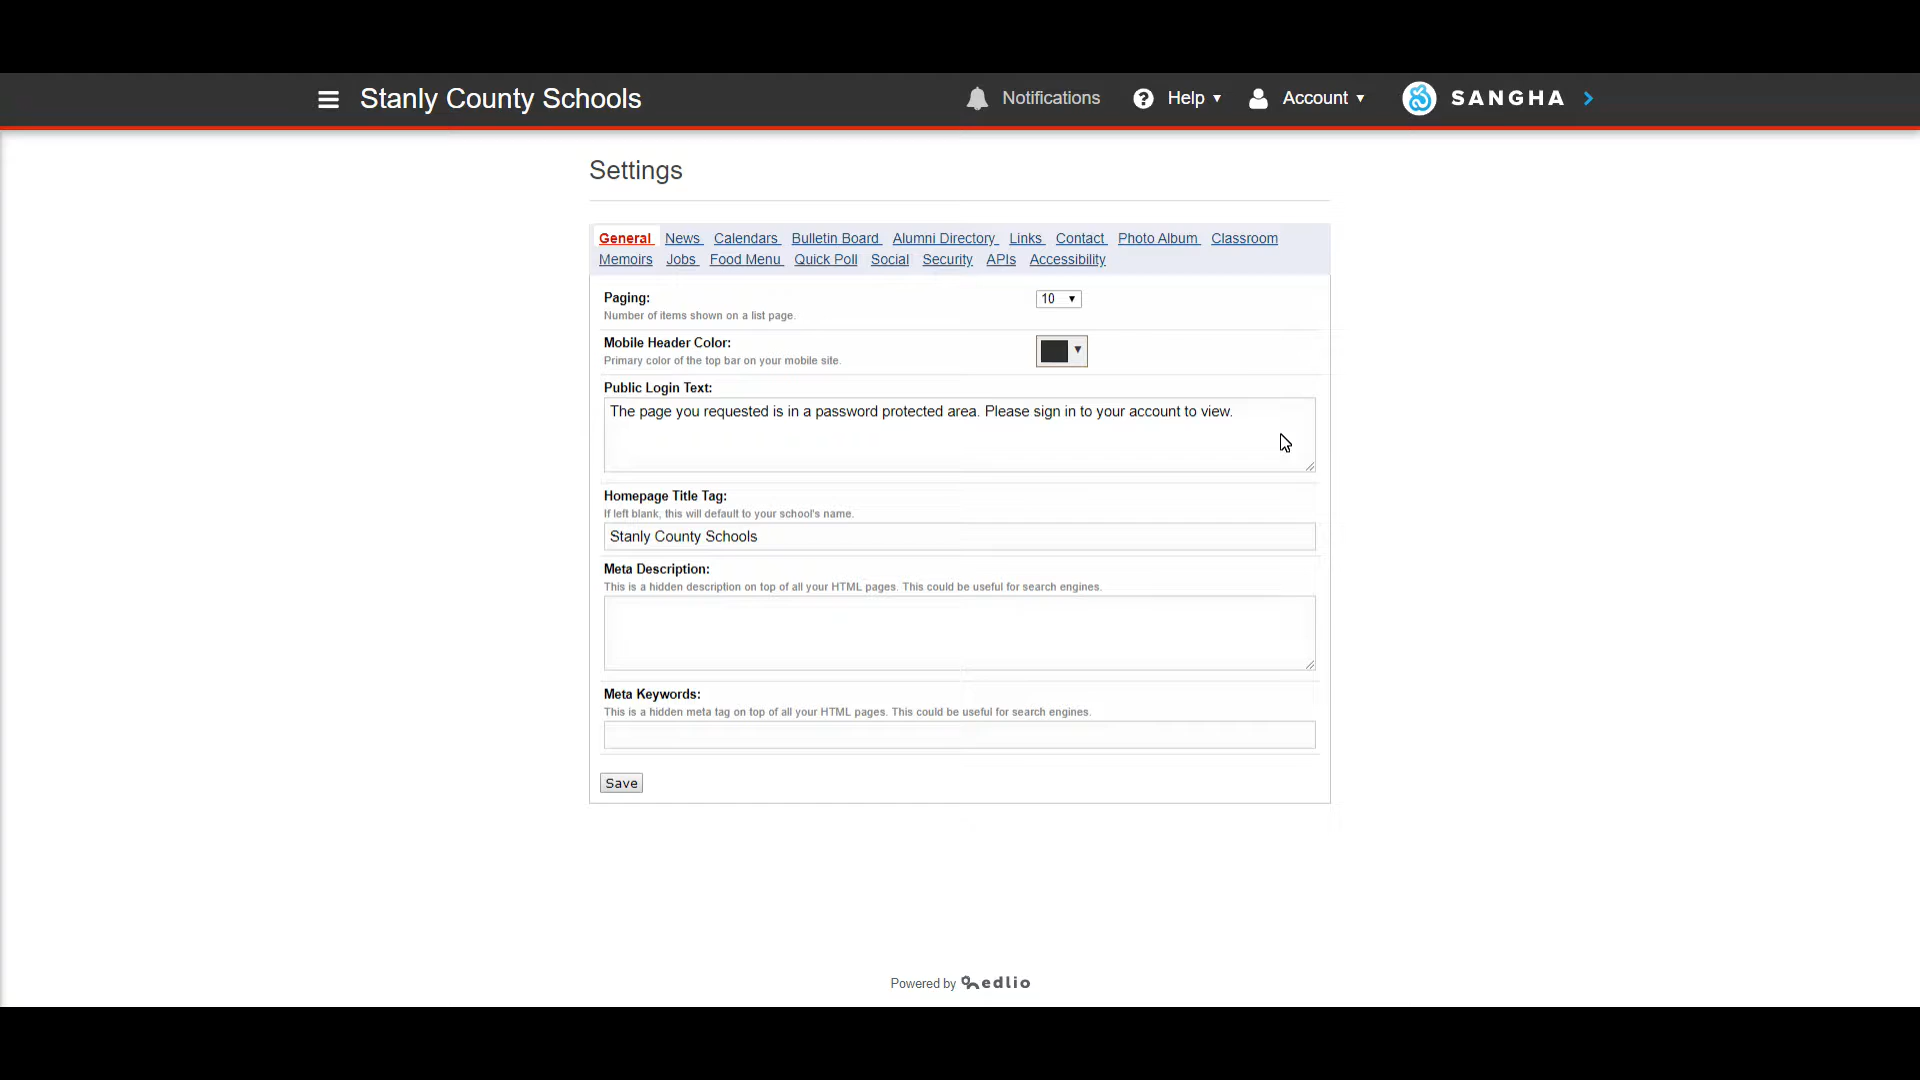 Stanly County Schools
Notifications
Help
Account
SANGHA
Settings
General News Calendars Bulletin Board Alumni Directory Links Contact Photo Album Classroom
Memoirs Jobs Food Menu Quick Poll Social Security APIs Accessibility
Paging:
10
Number of items shown on a list page.
Mobile Header Color:
Primary color of the top bar on your mobile site.
Public Login Text:
The page you requested is in a password protected area. Please sign in to your account to view.
Homepage Title Tag:
If left blank, this will default to your school's name.
Stanly County Schools
Meta Description:
This is a hidden description on top of all your HTML pages. This could be useful for search engines.
Meta Keywords:
This is a hidden meta tag on top of all your HTML pages. This could be useful for search engines.
Save
Powered by edlio